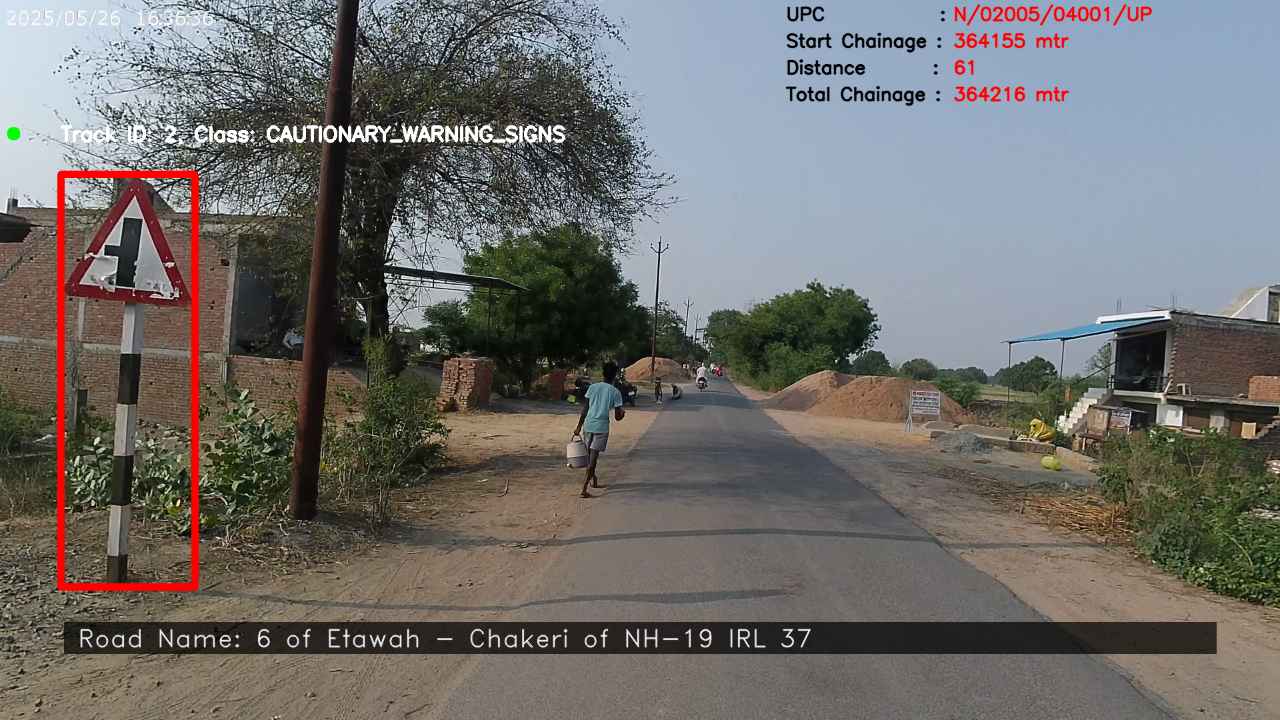 2025/05/26 16:36:36
UPC : N/02005/04001/UP
Start Chainage : 364155 mtr
Distance : 61
Total Chainage : 364216 mtr
Track ID: 2, Class: CAUTIONARY_WARNING_SIGNS
Road Name: 6 of Etawah - Chakeri of NH-19 IRL 37